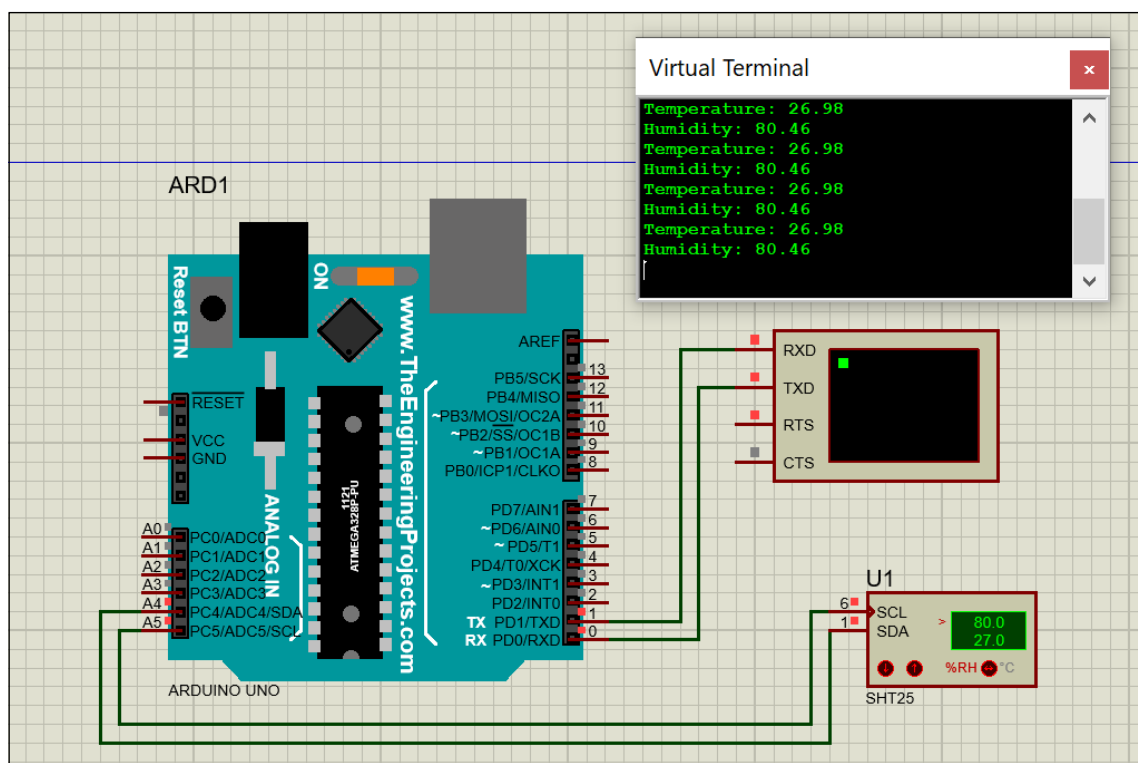 Virtual Terminal
x
Temperature: 26.98
Humidity: 80.46
Temperature: 26.98
Humidity: 80.46
Temperature: 26.98
Humidity: 80.46
Temperature: 26.98
Humidity: 80.46
ARD1
Reset BTN
ON
www.TheEngineeringProjects.com
1121
ATMEGA328P-PU
ANALOG IN
RESET
VCC
GND
A0 PC0/ADC0
A1 PC1/ADC1
A2 PC2/ADC2
A3 PC3/ADC3
A4 PC4/ADC4/SDA
A5 PC5/ADC5/SCL
AREF
PB5/SCK 13
PB4/MISO 12
~PB3/MOSI/OC2A 11
~PB2/SS/OC1B 10
~PB1/OC1A 9
PB0/ICP1/CLKO 8
PD7/AIN1 7
~PD6/AIN0 6
~PD5/T1 5
PD4/T0/XCK 4
~PD3/INT1 3
PD2/INT0 2
TX PD1/TXD 1
RX PD0/RXD 0
ARDUINO UNO
RXD
TXD
RTS
CTS
U1
6 SCL
1 SDA
> 80.0
27.0
%RH °C
SHT25